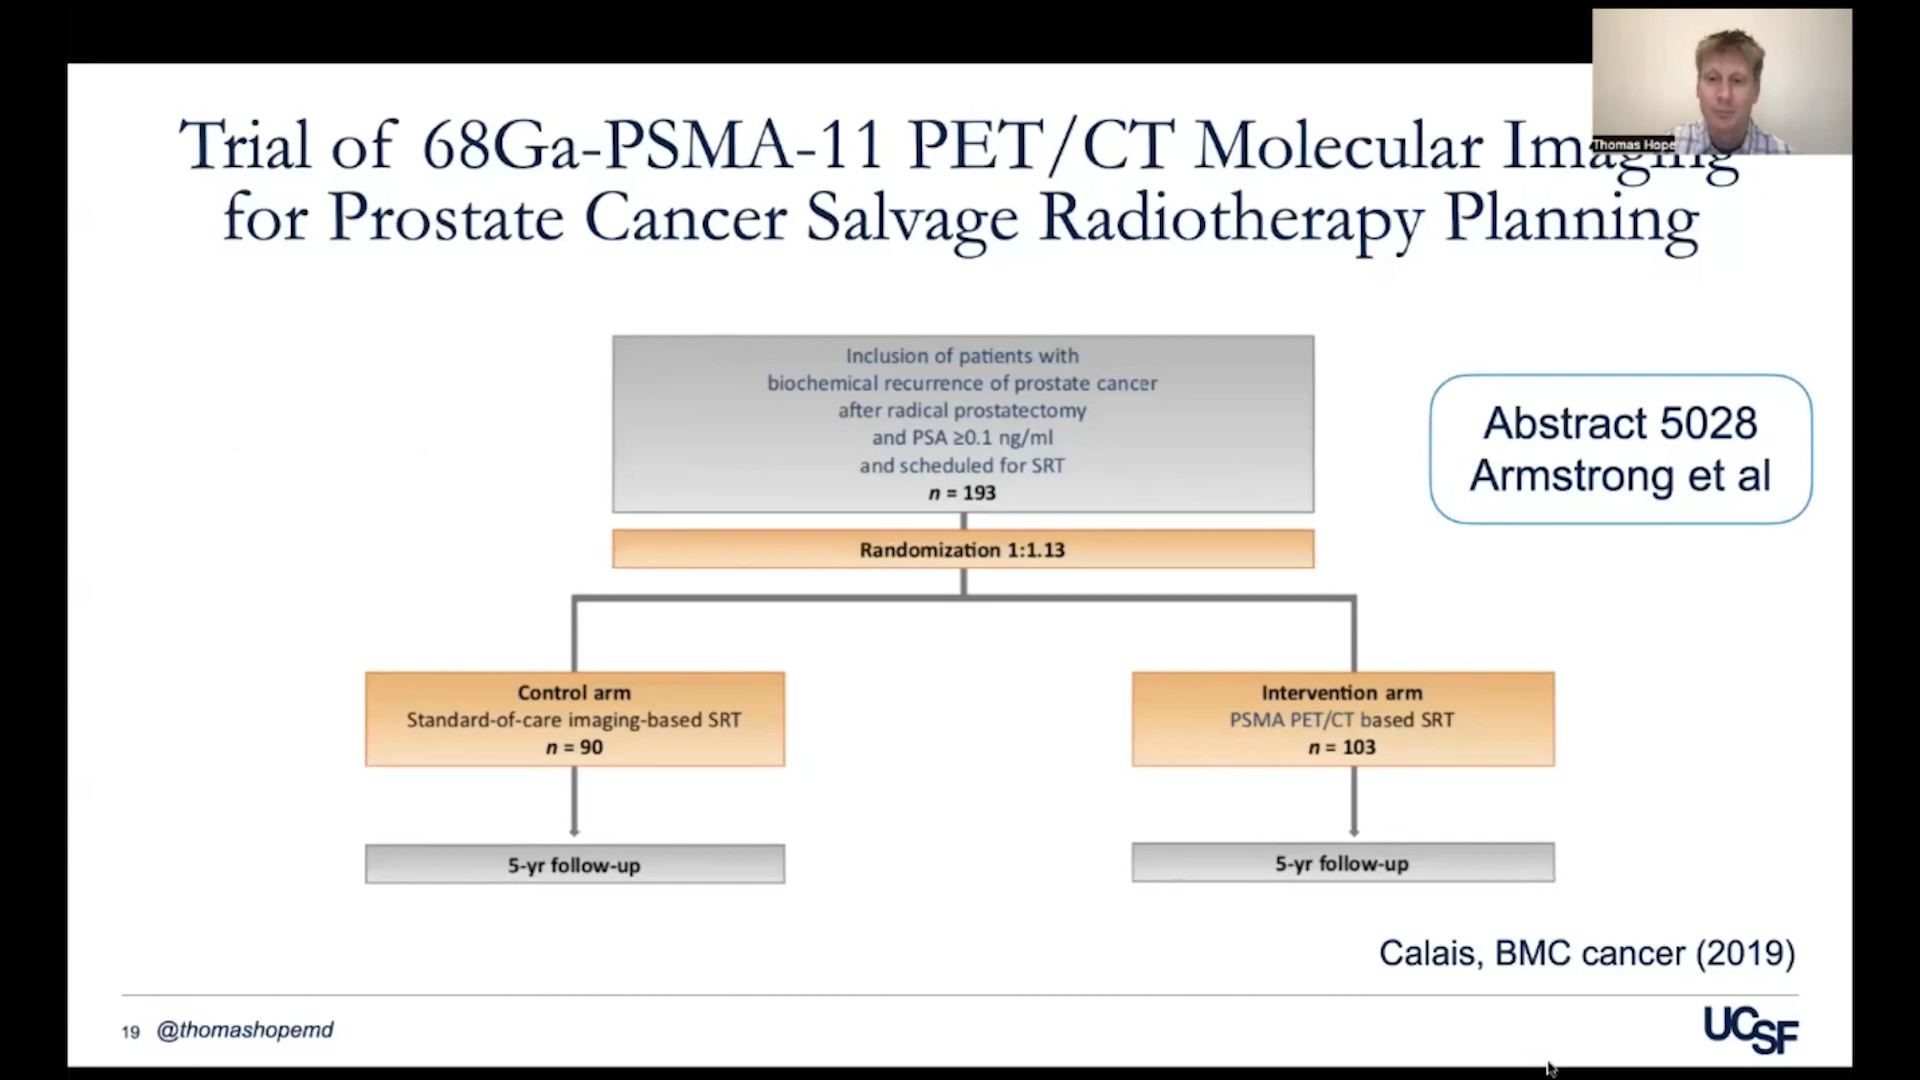 Thomas Hope
Trial of 68Ga-PSMA-11 PET/CT Molecular Imaging
for Prostate Cancer Salvage Radiotherapy Planning
Inclusion of patients with
biochemical recurrence of prostate cancer
after radical prostatectomy
and PSA ≥0.1 ng/ml
and scheduled for SRT
n = 193
Abstract 5028
Armstrong et al
Randomization 1:1.13
Control arm
Standard-of-care imaging-based SRT
n = 90
Intervention arm
PSMA PET/CT based SRT
n = 103
5-yr follow-up
5-yr follow-up
Calais, BMC cancer (2019)
19 @thomashopemd
UCSF